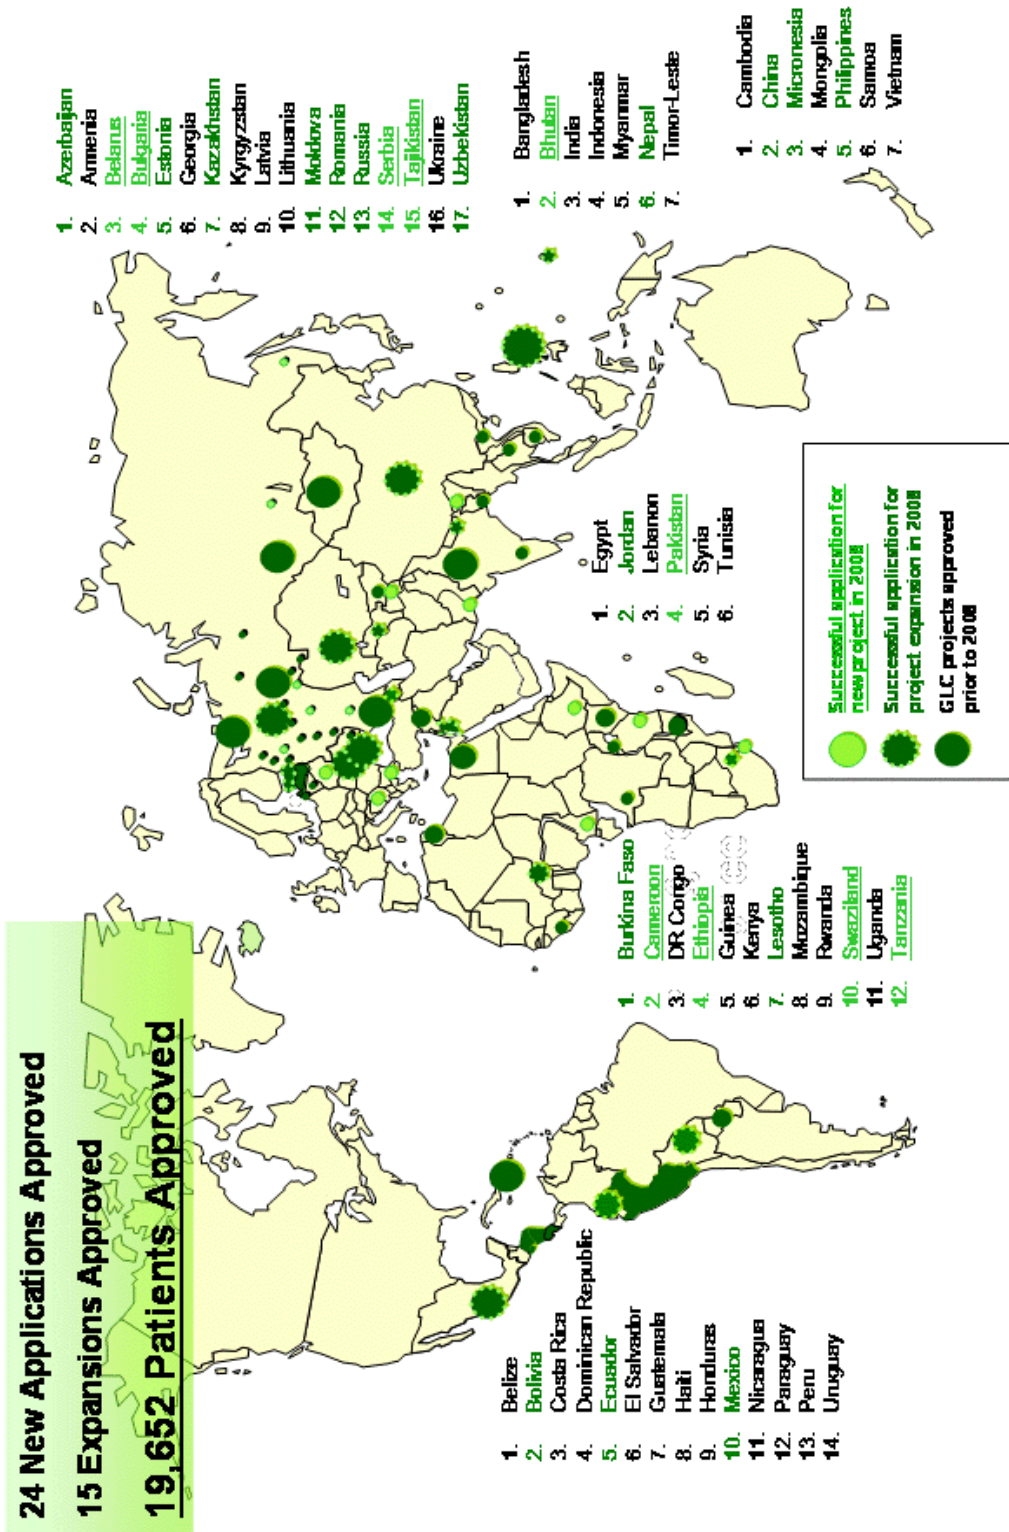 24 New Applications Approved
15 Expansions Approved
19,652 Patients Approved
1. Azerbaijan
2. Armenia
3. Belarus
4. Bulgaria
5. Estonia
6. Georgia
7. Kazakhstan
8. Kyrgyzstan
9. Latvia
10. Lithuania
11. Moldova
12. Romania
13. Russia
14. Serbia
15. Tajikistan
16. Ukraine
17. Uzbekistan
1. Bangladesh
2. Bhutan
3. India
4. Indonesia
5. Myanmar
6. Nepal
7. Timor-Leste
1. Cambodia
2. China
3. Micronesia
4. Mongolia
5. Philippines
6. Samoa
7. Vietnam
1. Egypt
2. Jordan
3. Lebanon
4. Pakistan
5. Syria
6. Tunisia
1. Burkina Faso
2. Cameroon
3. DR Congo
4. Ethiopia
5. Guinea
6. Kenya
7. Lesotho
8. Mozambique
9. Rwanda
10. Swaziland
11. Uganda
12. Tanzania
1. Belize
2. Bolivia
3. Costa Rica
4. Dominican Republic
5. Ecuador
6. El Salvador
7. Guatemala
8. Haiti
9. Honduras
10. Mexico
11. Nicaragua
12. Paraguay
13. Peru
14. Uruguay
Successful application for
new project in 2008
Successful application for
project expansion in 2008
GLC projects approved
prior to 2008